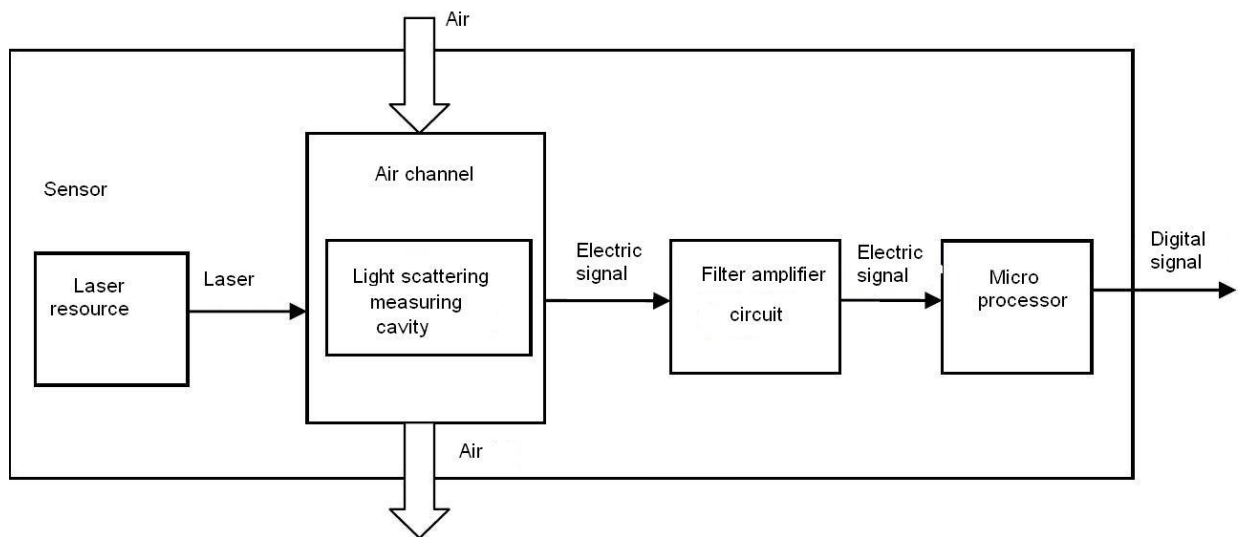 Air
Sensor
Air channel
Laser
resource
Laser
Light scattering
measuring
cavity
Electric
signal
Filter amplifier
circuit
Electric
signal
Micro
processor
Digital
signal
Air